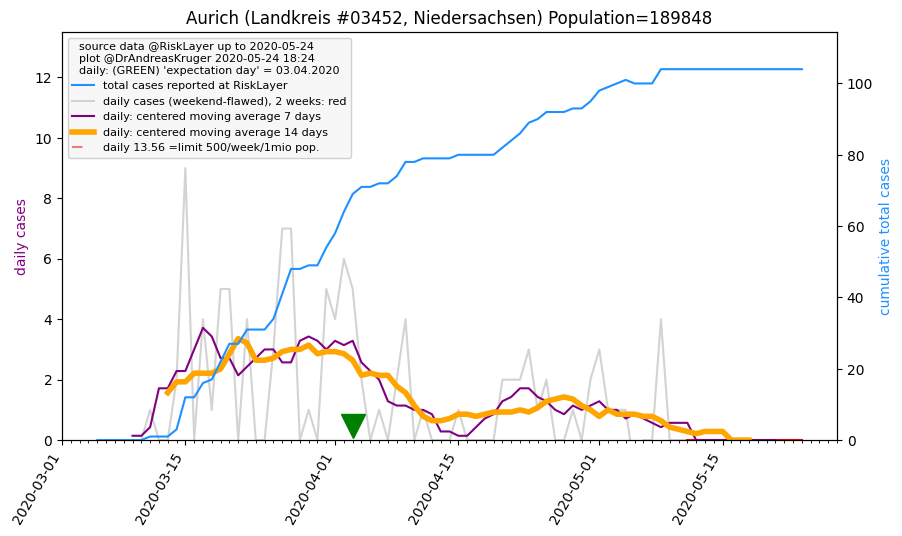 Aurich (Landkreis #03452, Niedersachsen) Population=189848
source data @RiskLayer up to 2020-05-24
plot @DrAndreasKruger 2020-05-24 18:24
daily: (GREEN) 'expectation day' = 03.04.2020
total cases reported at RiskLayer
daily cases (weekend-flawed), 2 weeks: red
daily: centered moving average 7 days
daily: centered moving average 14 days
daily 13.56 =limit 500/week/1mio pop.
daily cases
12
10
8
6
4
2
0
cumulative total cases
100
80
60
40
20
0
2020-03-01
2020-03-15
2020-04-01
2020-04-15
2020-05-01
2020-05-15